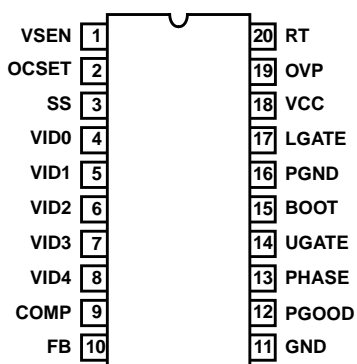 VSEN 1 20 RT
OCSET 2 19 OVP
SS 3 18 VCC
VID0 4 17 LGATE
VID1 5 16 PGND
VID2 6 15 BOOT
VID3 7 14 UGATE
VID4 8 13 PHASE
COMP 9 12 PGOOD
FB 10 11 GND